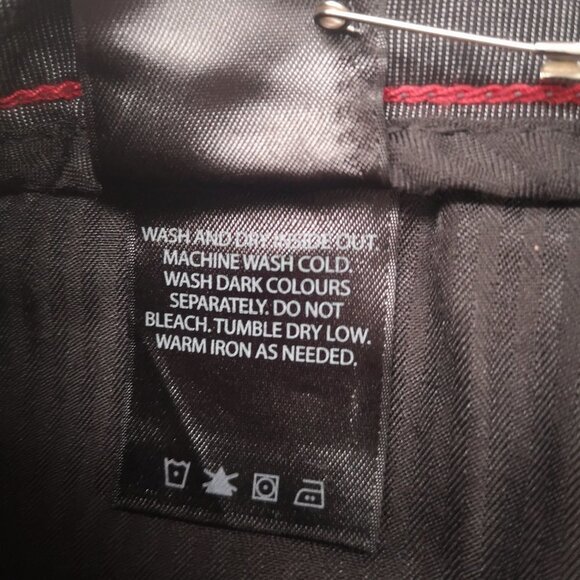 WASH AND DRY INSIDE OUT.
MACHINE WASH COLD.
WASH DARK COLOURS
SEPARATELY. DO NOT
BLEACH. TUMBLE DRY LOW.
WARM IRON AS NEEDED.